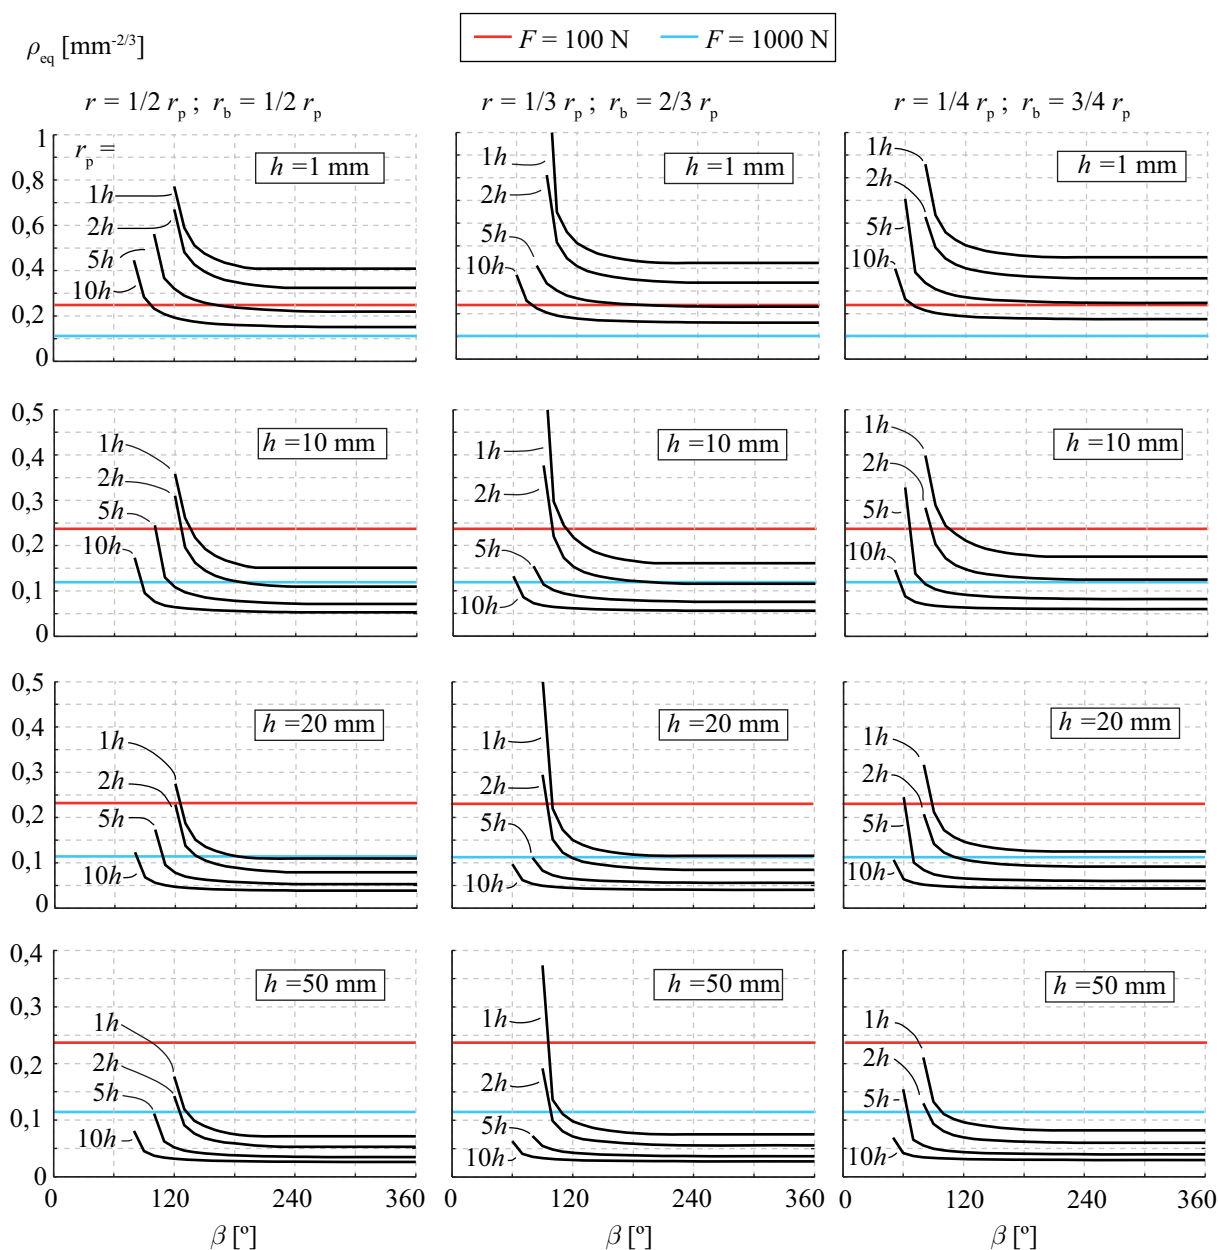 F = 100 N F = 1000 N
ρeq [mm-2/3]
r = 1/2 rp ; rb = 1/2 rp
r = 1/3 rp ; rb = 2/3 rp
r = 1/4 rp ; rb = 3/4 rp
1
0,8
0,6
0,4
0,2
0
rp =
h =1 mm
1h
2h
5h
10h
h =1 mm
1h
2h
5h
10h
h =1 mm
1h
2h
5h
10h
0,5
0,4
0,3
0,2
0,1
0
h =10 mm
1h
2h
5h
10h
h =10 mm
1h
2h
5h
10h
h =10 mm
1h
2h
5h
10h
0,5
0,4
0,3
0,2
0,1
0
h =20 mm
1h
2h
5h
10h
h =20 mm
1h
2h
5h
10h
h =20 mm
1h
2h
5h
10h
0,4
0,3
0,2
0,1
0
h =50 mm
1h
2h
5h
10h
h =50 mm
1h
2h
5h
10h
h =50 mm
1h
2h
5h
10h
0 120 240 360
0 120 240 360
0 120 240 360
β [º]
β [º]
β [º]